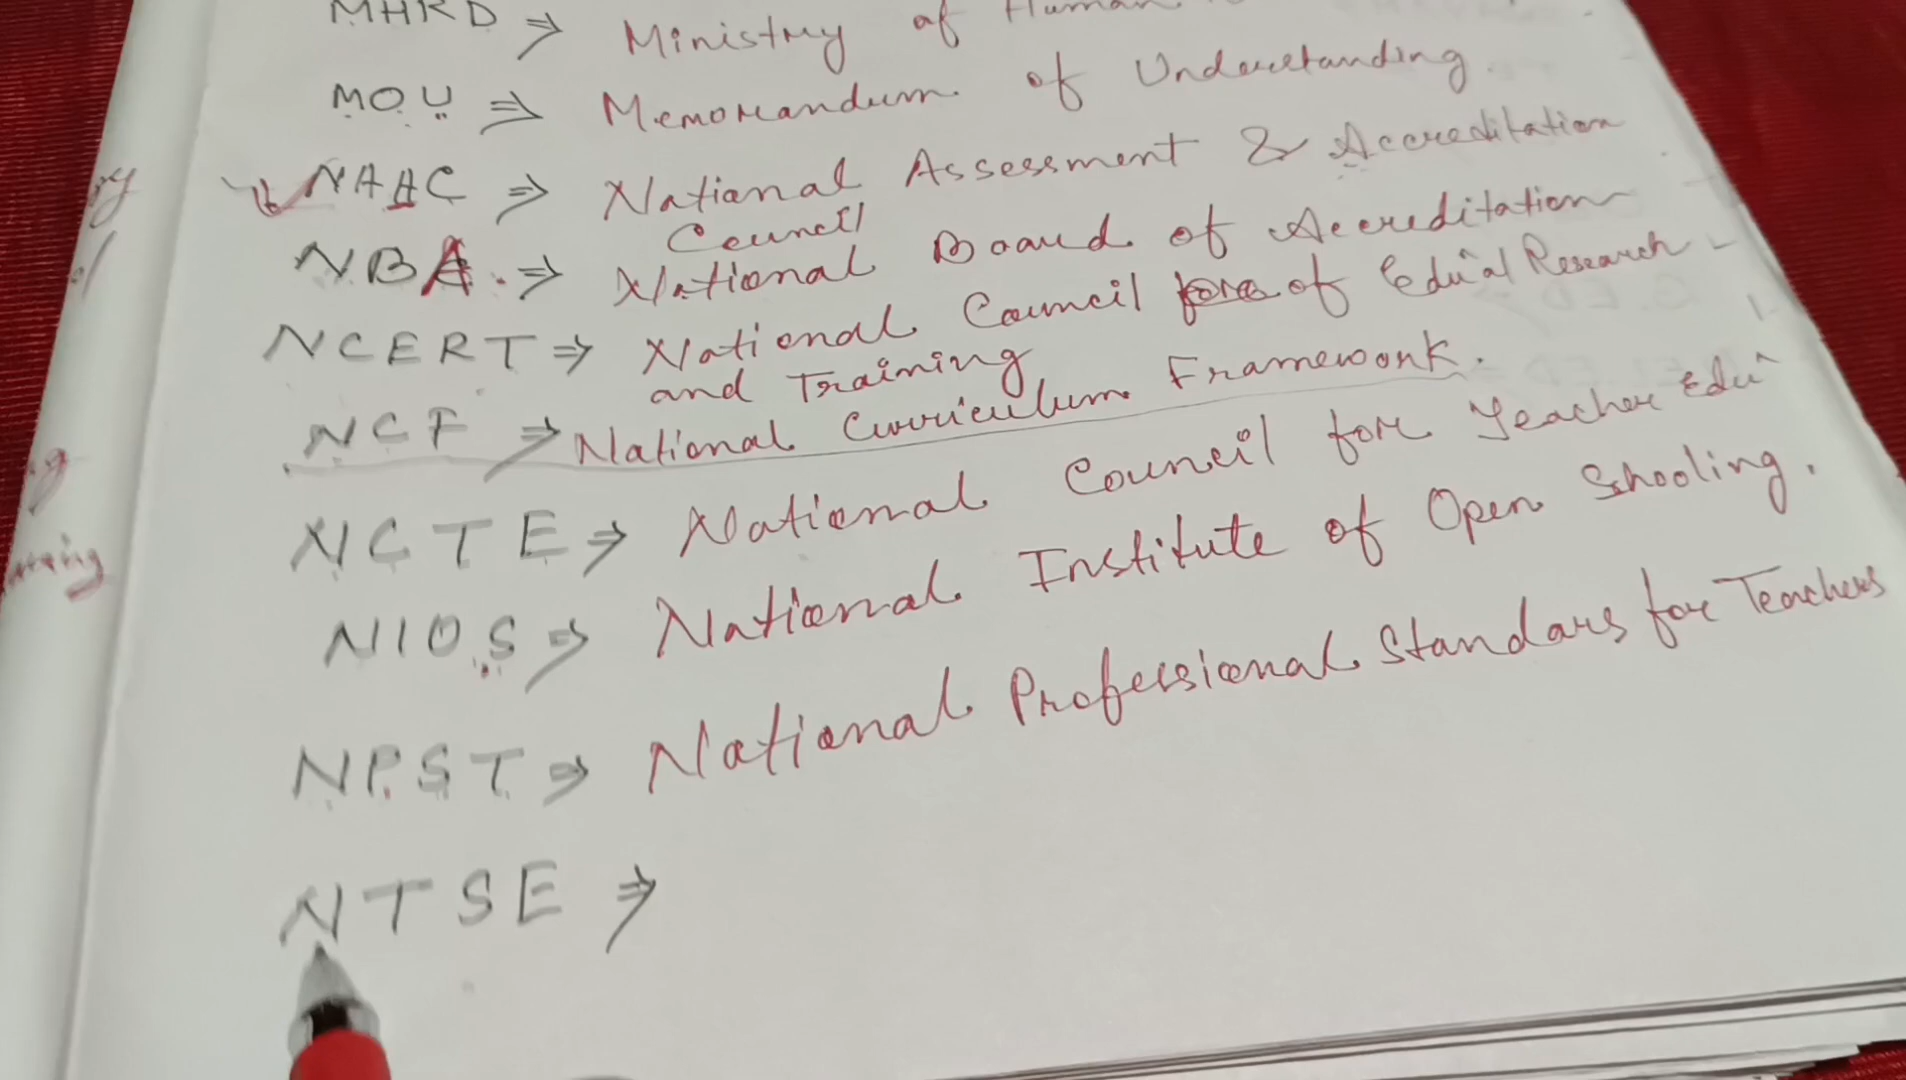 MHRD ⇒ Ministry of Human
MOU ⇒ Memorandum of Understanding
NAAC ⇒ National Assessment & Accreditation
Council
NBA. ⇒ National Board of Accreditation
NCERT ⇒ National Council of Edu^al Research
and Training
NCF ⇒ National Curriculum Framework.
NCTE ⇒ National Council for Teacher Edu^
NIOS ⇒ National Institute of Open Schooling.
NPST ⇒ National Professional Standars for Teachers
NTSE ⇒